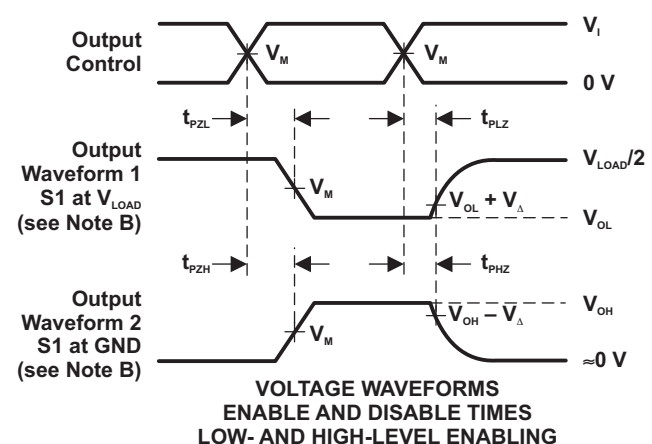 Output
Control
V_M
V_M
V_I
0 V
t_PZL
t_PLZ
Output
Waveform 1
S1 at V_LOAD
(see Note B)
V_M
V_OL + V_Δ
V_LOAD/2
V_OL
t_PZH
t_PHZ
Output
Waveform 2
S1 at GND
(see Note B)
V_M
V_OH – V_Δ
V_OH
≈0 V
VOLTAGE WAVEFORMS
ENABLE AND DISABLE TIMES
LOW- AND HIGH-LEVEL ENABLING